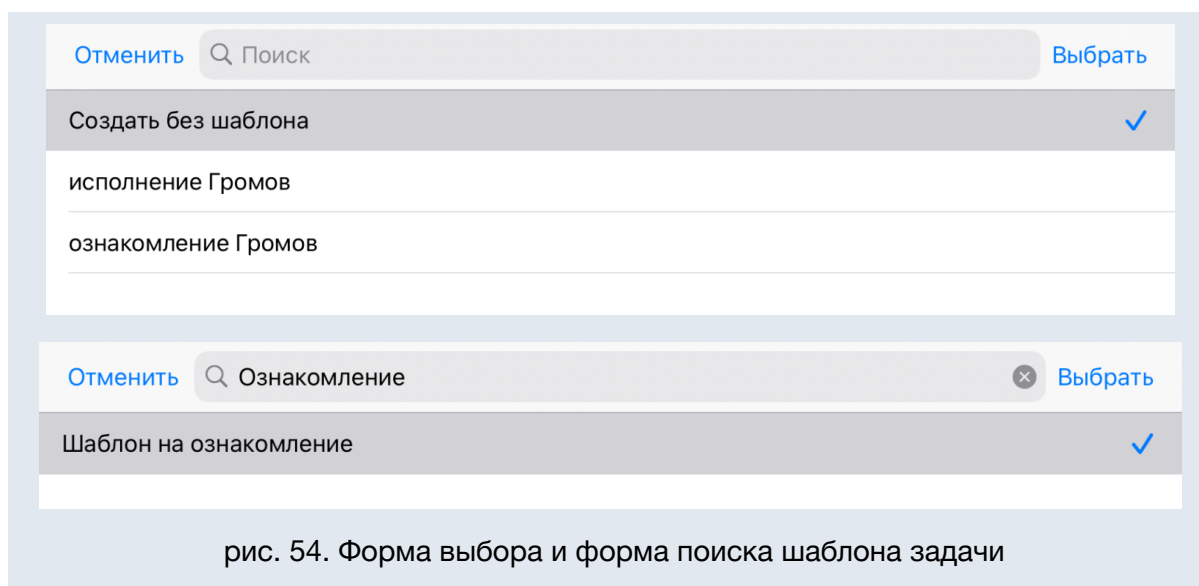 Отменить Поиск Выбрать
Создать без шаблона
исполнение Громов
ознакомление Громов
Отменить Ознакомление Выбрать
Шаблон на ознакомление
рис. 54. Форма выбора и форма поиска шаблона задачи